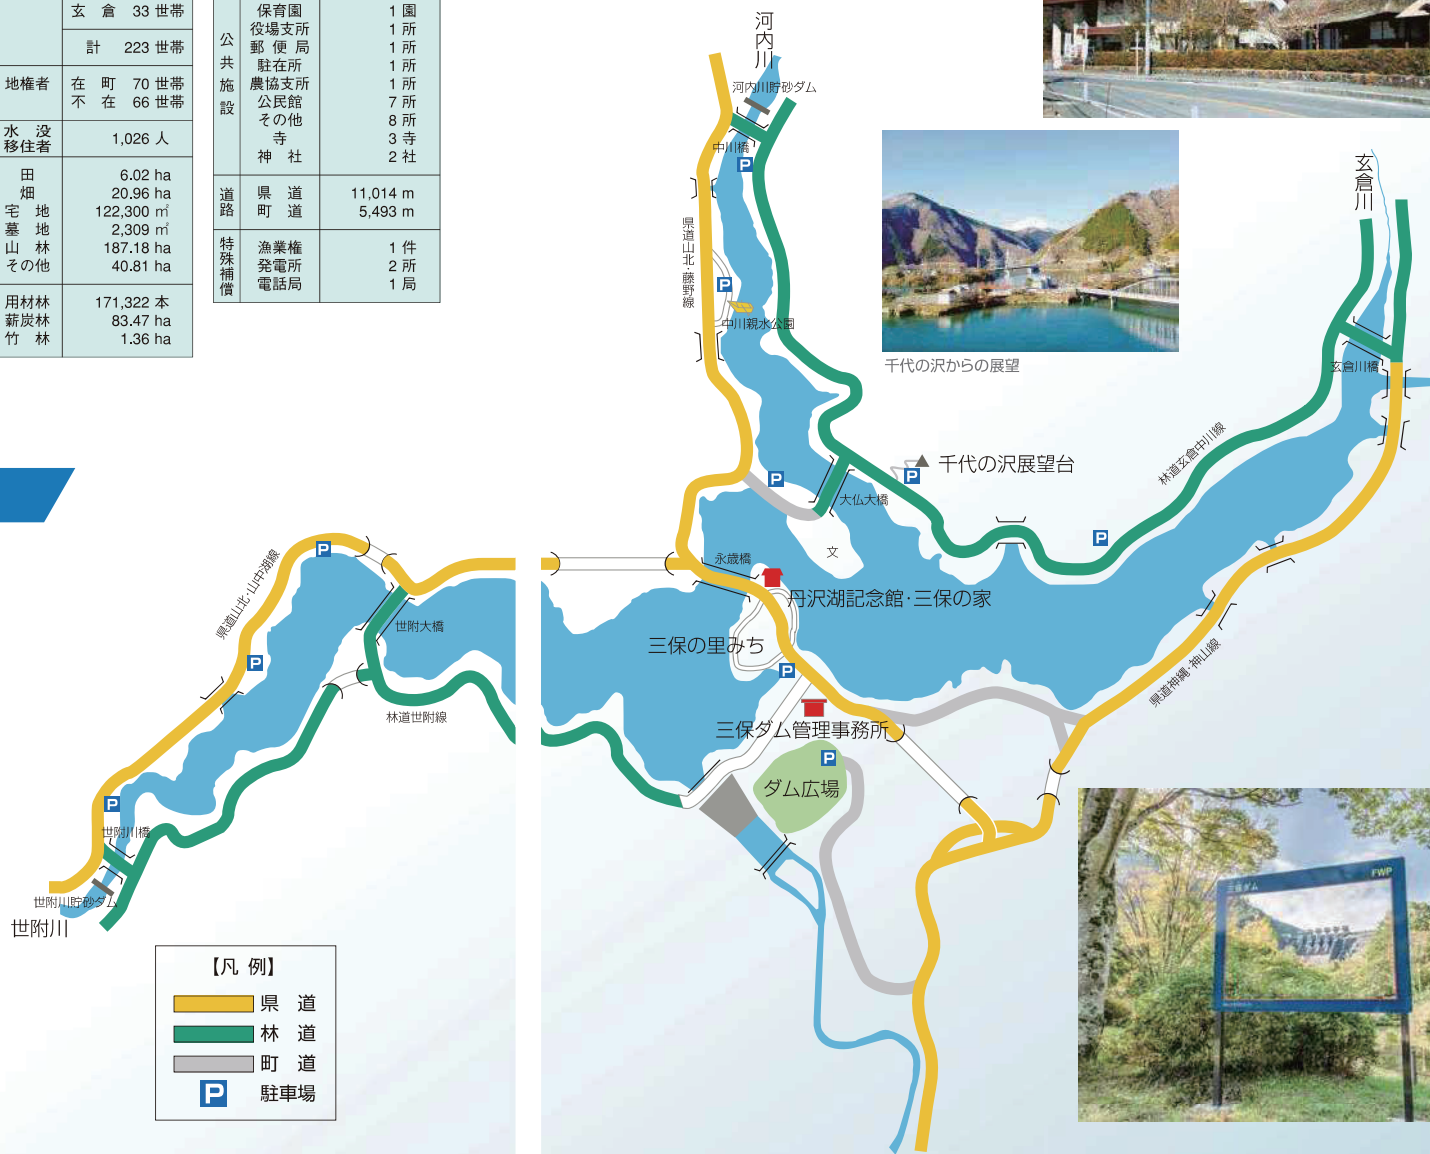 玄 倉 33 世帯
計 223 世帯
地権者
在 町 70 世帯
不 在 66 世帯
水 没
移住者
1,026 人
田 6.02 ha
畑 20.96 ha
宅 地 122,300 ㎡
墓 地 2,309 ㎡
山 林 187.18 ha
その他 40.81 ha
用材林 171,322 本
薪炭林 83.47 ha
竹 林 1.36 ha
公共施設
保育園 1 園
役場支所 1 所
郵 便 局 1 所
駐在所 1 所
農協支所 1 所
公民館 7 所
その他 8 所
寺 3 寺
神 社 2 社
道路
県 道 11,014 m
町 道 5,493 m
特殊補償
漁業権 1 件
発電所 2 所
電話局 1 局
河内川
河内川貯砂ダム
中川橋
P
県道山北・藤野線
P
中川親水公園
千代の沢からの展望
玄倉川
玄倉川橋
林道玄倉中川線
千代の沢展望台
P
P
大仏大橋
P
文
永歳橋
丹沢湖記念館・三保の家
三保の里みち
P
県道神縄・神山線
三保ダム管理事務所
P
ダム広場
P
県道山北・山中湖線
世附大橋
P
林道世附線
P
世附川橋
世附川貯砂ダム
世附川
【凡 例】
県 道
林 道
町 道
P 駐車場
三保ダム
FWP